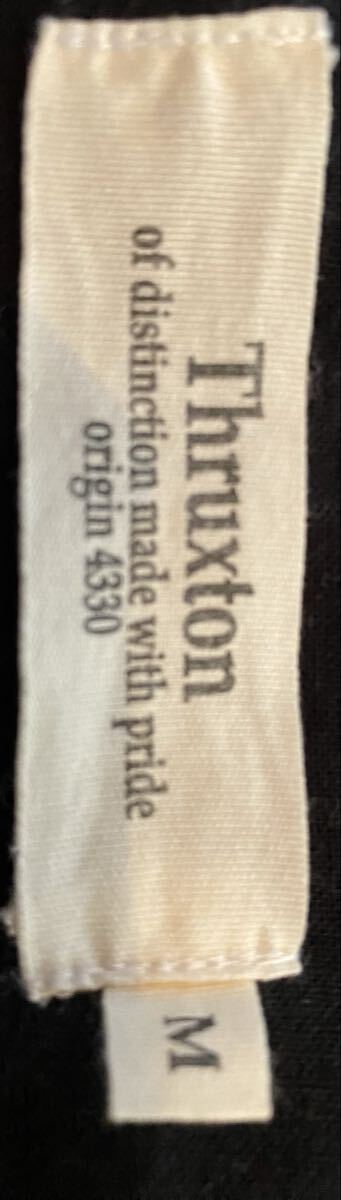 Thruxton
of distinction made with pride
origin 4330
M